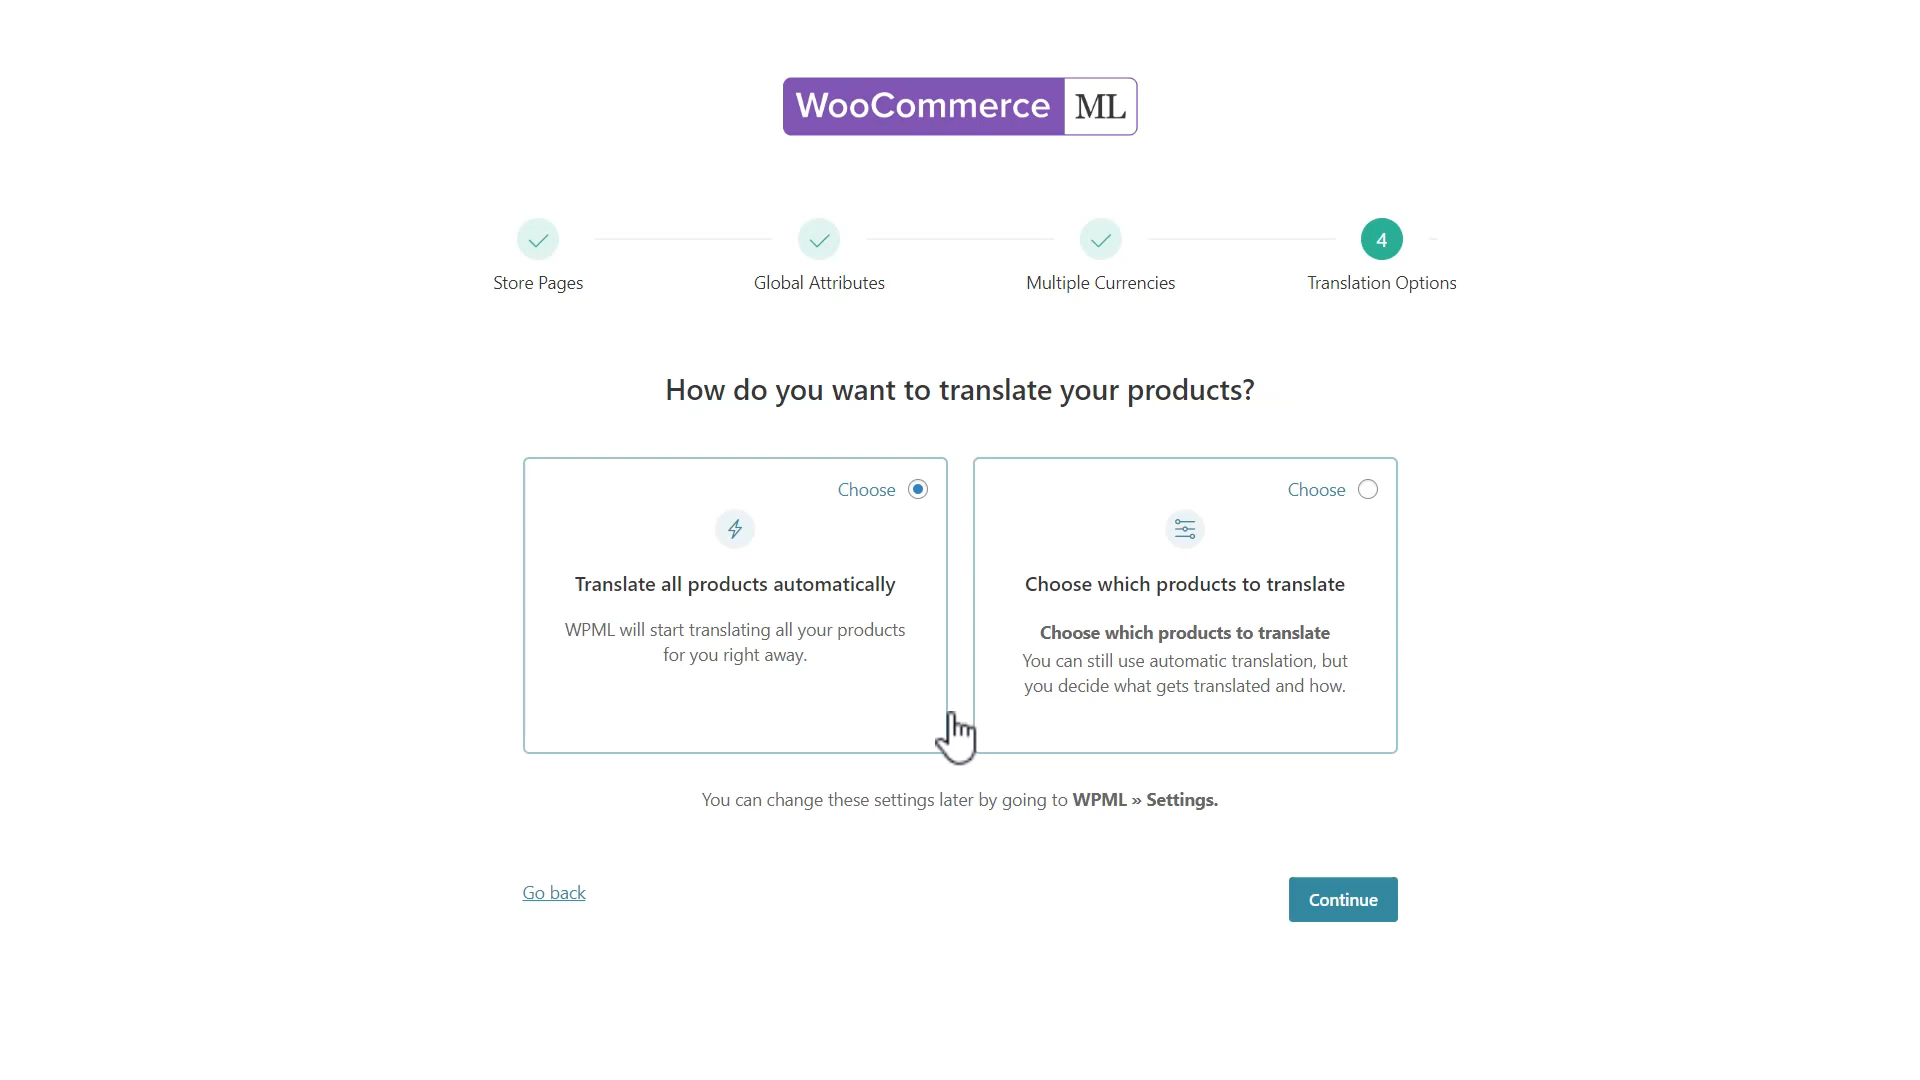 WooCommerce ML
4
Store Pages
Global Attributes
Multiple Currencies
Translation Options
How do you want to translate your products?
Choose
Translate all products automatically
WPML will start translating all your products
for you right away.
Choose
Choose which products to translate
Choose which products to translate
You can still use automatic translation, but
you decide what gets translated and how.
You can change these settings later by going to WPML » Settings.
Go back
Continue